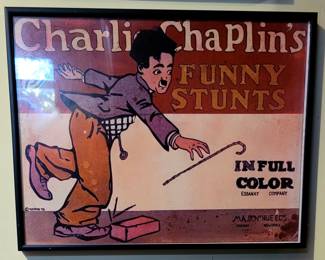 Charlie Chaplin's
FUNNY
STUNTS
IN FULL
COLOR
ESSANAY COMPANY